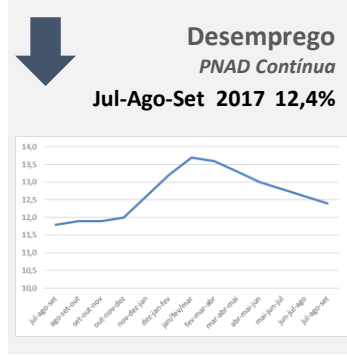 Desemprego
PNAD Contínua
Jul-Ago-Set 2017 12,4%
14,0
13,5
13,0
12,5
12,0
11,5
11,0
10,5
10,0
jul-ago-set
ago-set-out
set-out-nov
out-nov-dez
nov-dez-jan
dez-jan-fev
jan/fev/mar
fev-mar-abr
mar-abr-mai
abr-mai-jun
mai-jun-jul
jun-jul-ago
jul-ago-set